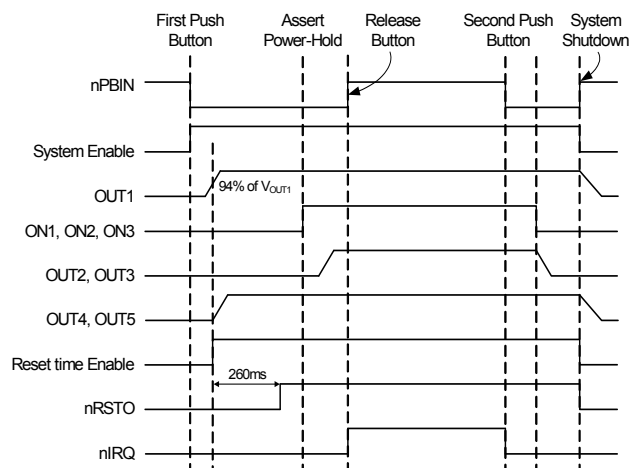 First Push
Button
Assert
Power-Hold
Release
Button
Second Push
Button
System
Shutdown
nPBIN
System Enable
OUT1
94% of VOUT1
ON1, ON2, ON3
OUT2, OUT3
OUT4, OUT5
Reset time Enable
260ms
nRSTO
nIRQ